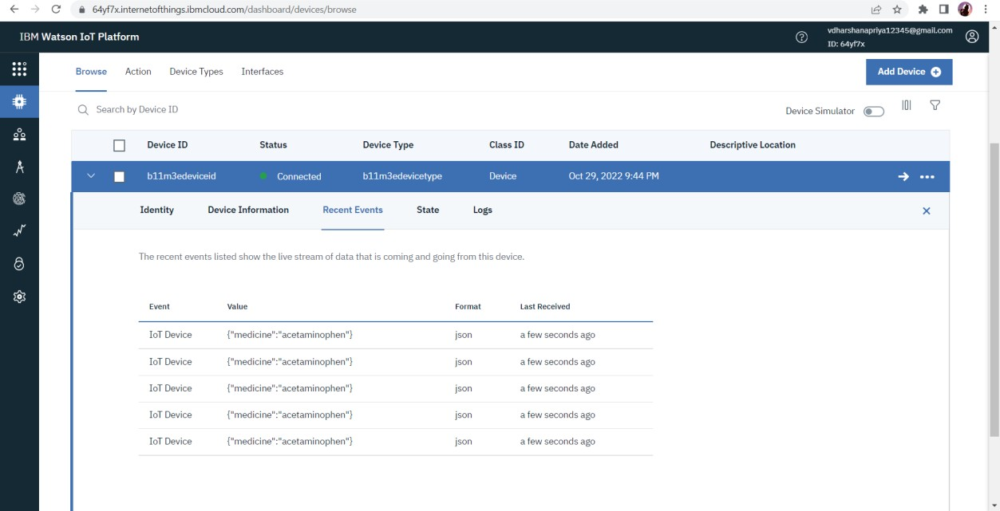 64yf7x.internetofthings.ibmcloud.com/dashboard/devices/browse
IBM Watson IoT Platform
vdharshanapriya12345@gmail.com
ID: 64yf7x
Browse Action Device Types Interfaces
Add Device
Search by Device ID
Device Simulator
Device ID Status Device Type Class ID Date Added Descriptive Location
b11m3edeviceid Connected b11m3edevicetype Device Oct 29, 2022 9:44 PM
Identity Device Information Recent Events State Logs
The recent events listed show the live stream of data that is coming and going from this device.
Event Value Format Last Received
IoT Device {"medicine":"acetaminophen"} json a few seconds ago
IoT Device {"medicine":"acetaminophen"} json a few seconds ago
IoT Device {"medicine":"acetaminophen"} json a few seconds ago
IoT Device {"medicine":"acetaminophen"} json a few seconds ago
IoT Device {"medicine":"acetaminophen"} json a few seconds ago